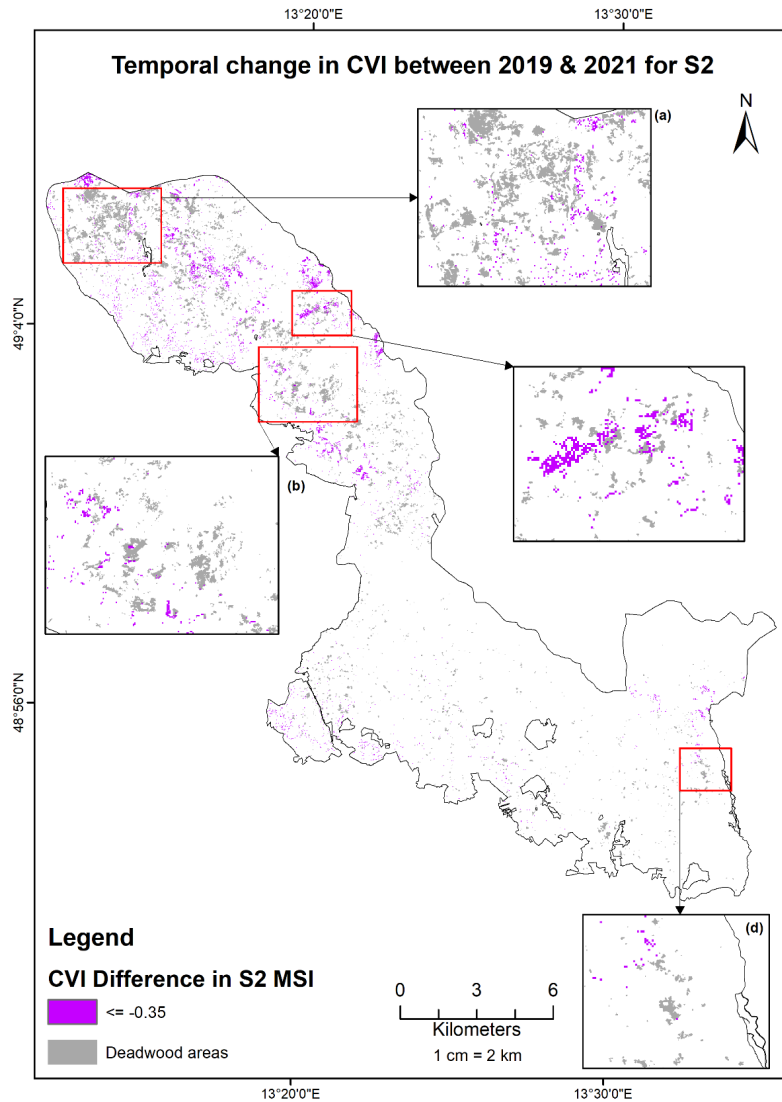 13°20'0"E 13°30'0"E
Temporal change in CVI between 2019 & 2021 for S2
(a)
N
49°4'0"N
(b)
48°56'0"N
(d)
Legend
CVI Difference in S2 MSI
<= -0.35
Deadwood areas
0 3 6
Kilometers
1 cm = 2 km
13°20'0"E 13°30'0"E